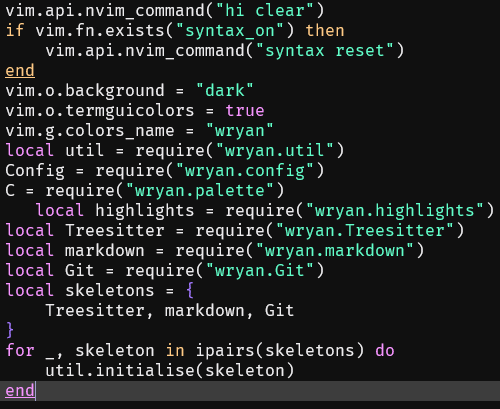 vim.api.nvim_command("hi clear")
if vim.fn.exists("syntax_on") then
    vim.api.nvim_command("syntax reset")
end
vim.o.background = "dark"
vim.o.termguicolors = true
vim.g.colors_name = "wryan"
local util = require("wryan.util")
Config = require("wryan.config")
C = require("wryan.palette")
   local highlights = require("wryan.highlights")
local Treesitter = require("wryan.Treesitter")
local markdown = require("wryan.markdown")
local Git = require("wryan.Git")
local skeletons = {
    Treesitter, markdown, Git
}
for _, skeleton in ipairs(skeletons) do
    util.initialise(skeleton)
end